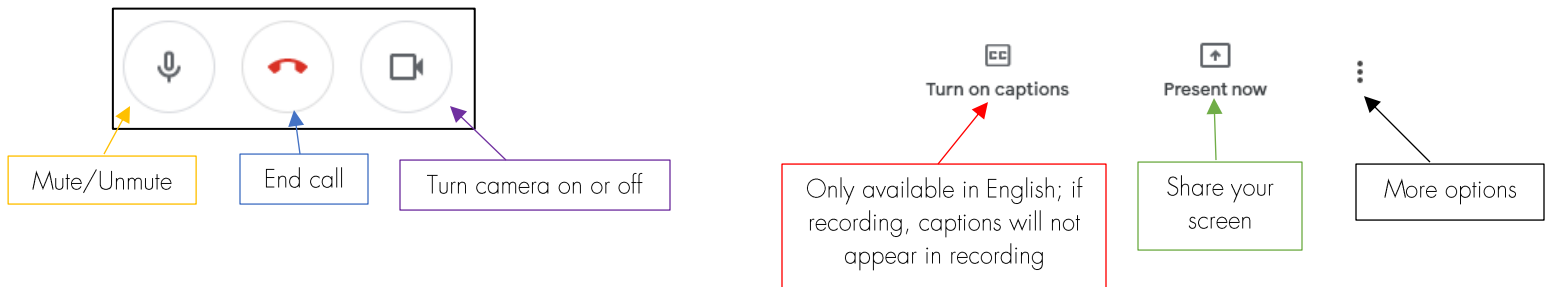 CC
Turn on captions
Present now
Mute/Unmute
End call
Turn camera on or off
Only available in English; if
recording, captions will not
appear in recording
Share your
screen
More options